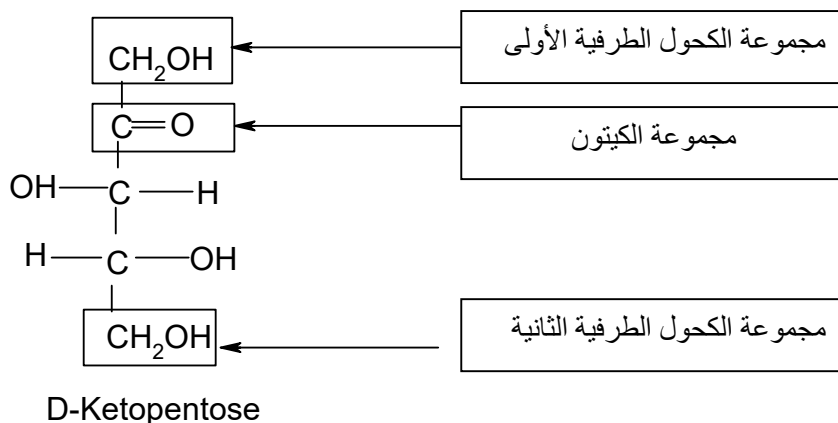 CH2OH
مجموعة الكحول الطرفية الأولى
C=O
مجموعة الكيتون
OH C H
H C OH
CH2OH
مجموعة الكحول الطرفية الثانية
D-Ketopentose